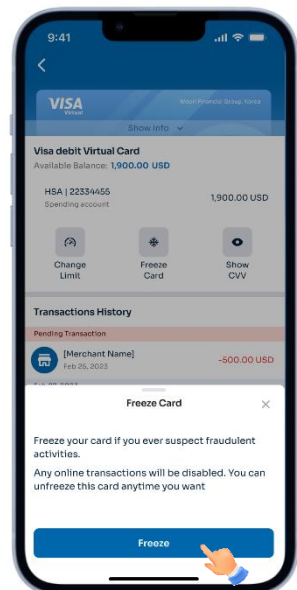 9:41
VISA
Virtual
Show Info
Visa debit Virtual Card
Available Balance: 1,900.00 USD
HSA | 22334455
Spending account
1,900.00 USD
Change
Limit
Freeze
Card
Show
CVV
Transactions History
Pending Transaction
[Merchant Name]
Feb 25, 2023
-500.00 USD
Freeze Card
Freeze your card if you ever suspect fraudulent
activities.
Any online transactions will be disabled. You can
unfreeze this card anytime you want
Freeze